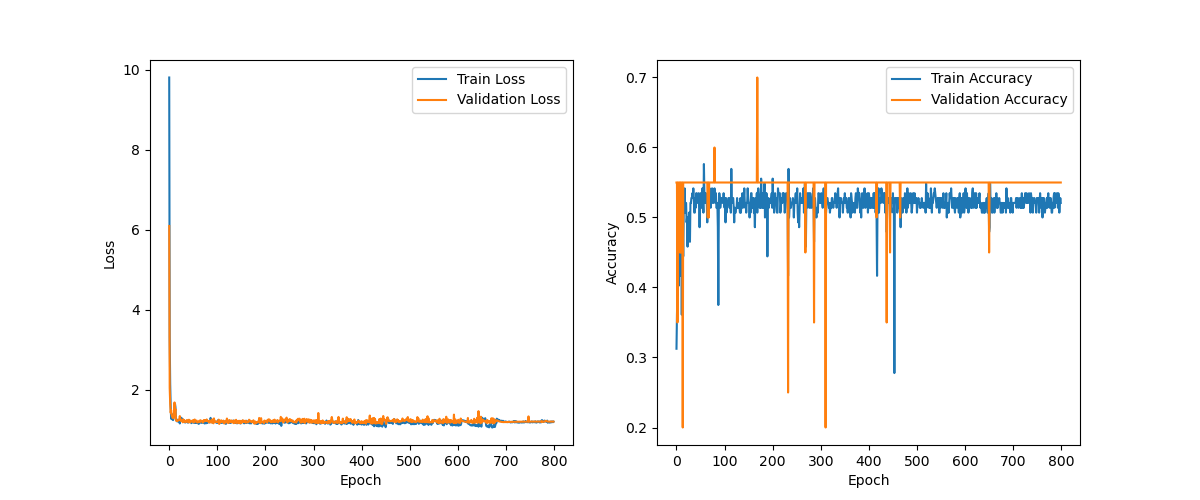 10
8
6
4
2
Loss
0 100 200 300 400 500 600 700 800
Epoch
Train Loss
Validation Loss
0.7
0.6
0.5
0.4
0.3
0.2
Accuracy
0 100 200 300 400 500 600 700 800
Epoch
Train Accuracy
Validation Accuracy